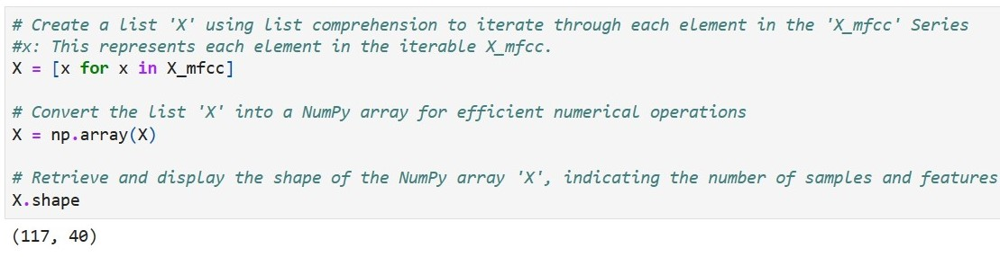 # Create a list 'X' using list comprehension to iterate through each element in the 'X_mfcc' Series
#x: This represents each element in the iterable X_mfcc.
X = [x for x in X_mfcc]
# Convert the list 'X' into a NumPy array for efficient numerical operations
X = np.array(X)
# Retrieve and display the shape of the NumPy array 'X', indicating the number of samples and features
X.shape
(117, 40)